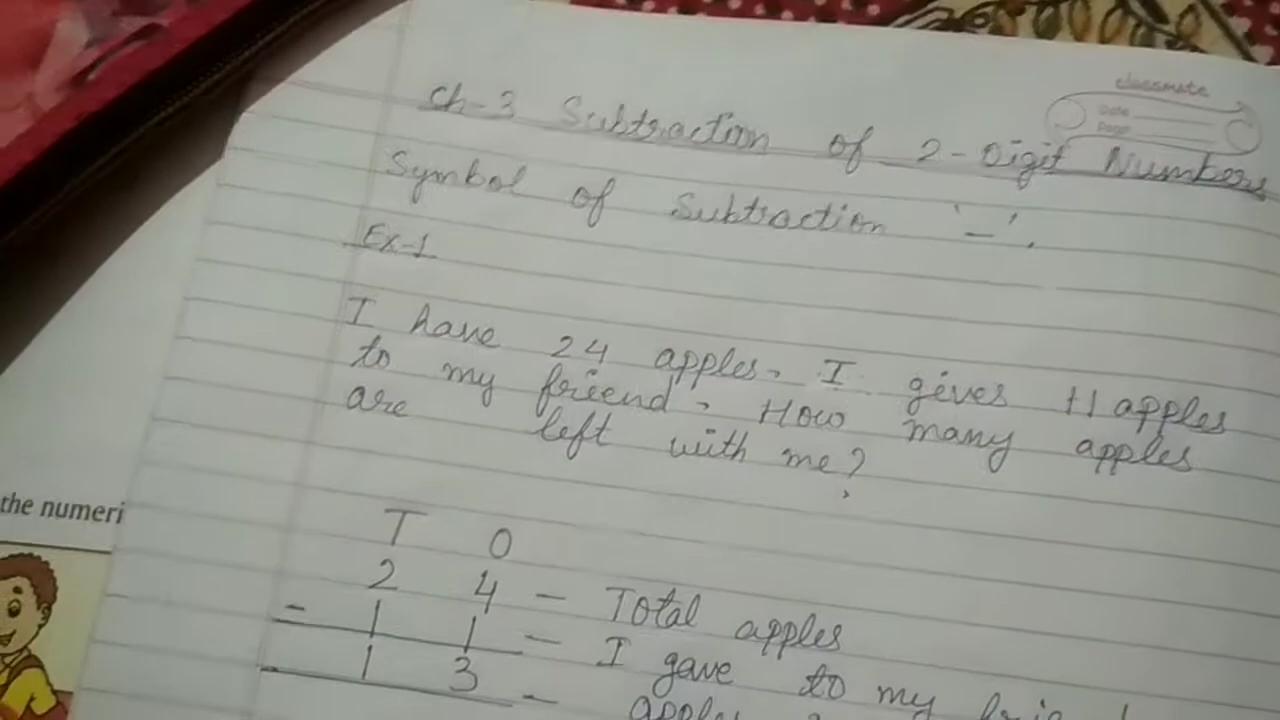 classmate
Date
Page
Ch-3 Subtraction of 2-Digit Numbers
Symbol of Subtraction '-'.
Ex-1
I have 24 apples. I gives 11 apples
to my friend. How many apples
are left with me?
T O
2 4 - Total apples
- 1 1 - I gave to my
1 3 -
the numeri